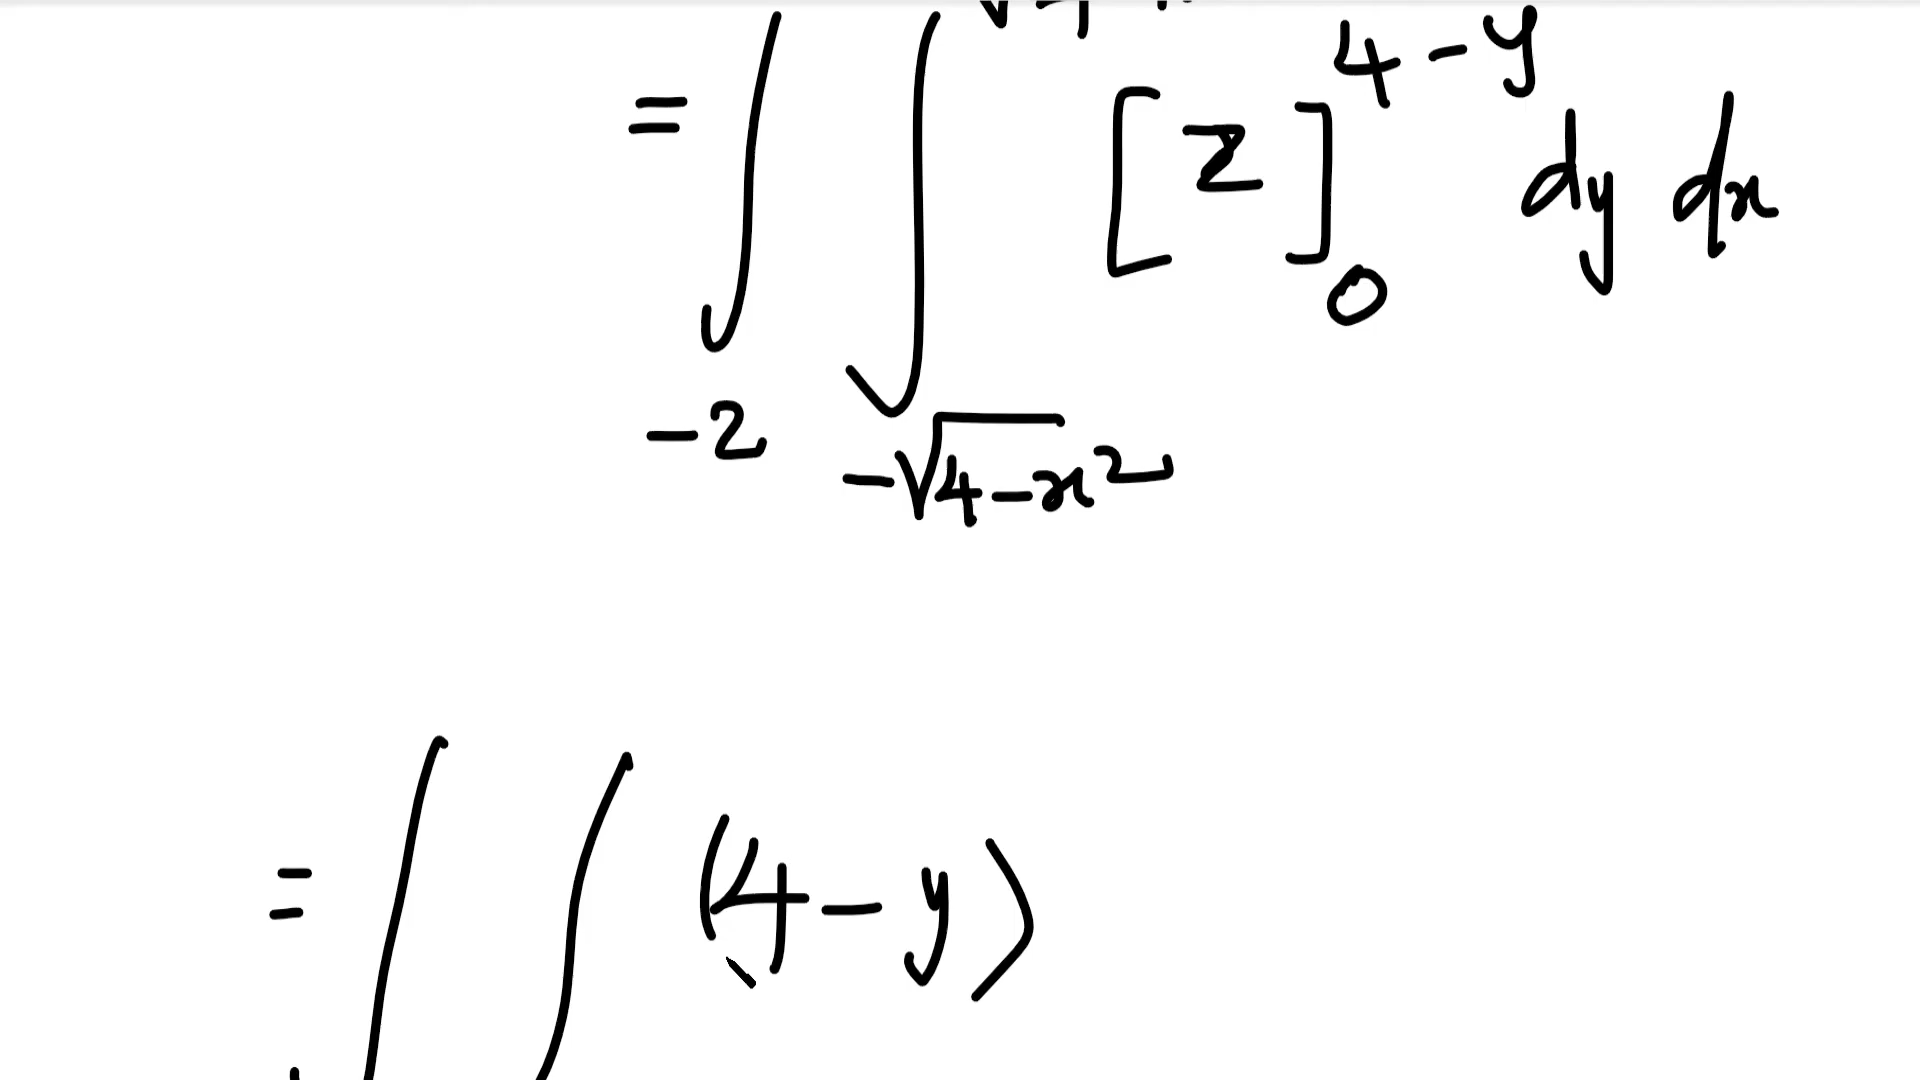 = ∫ ∫ [z] 4-y 0 dy dx
-2 -√4-x²
= ∫ ∫ (4-y)